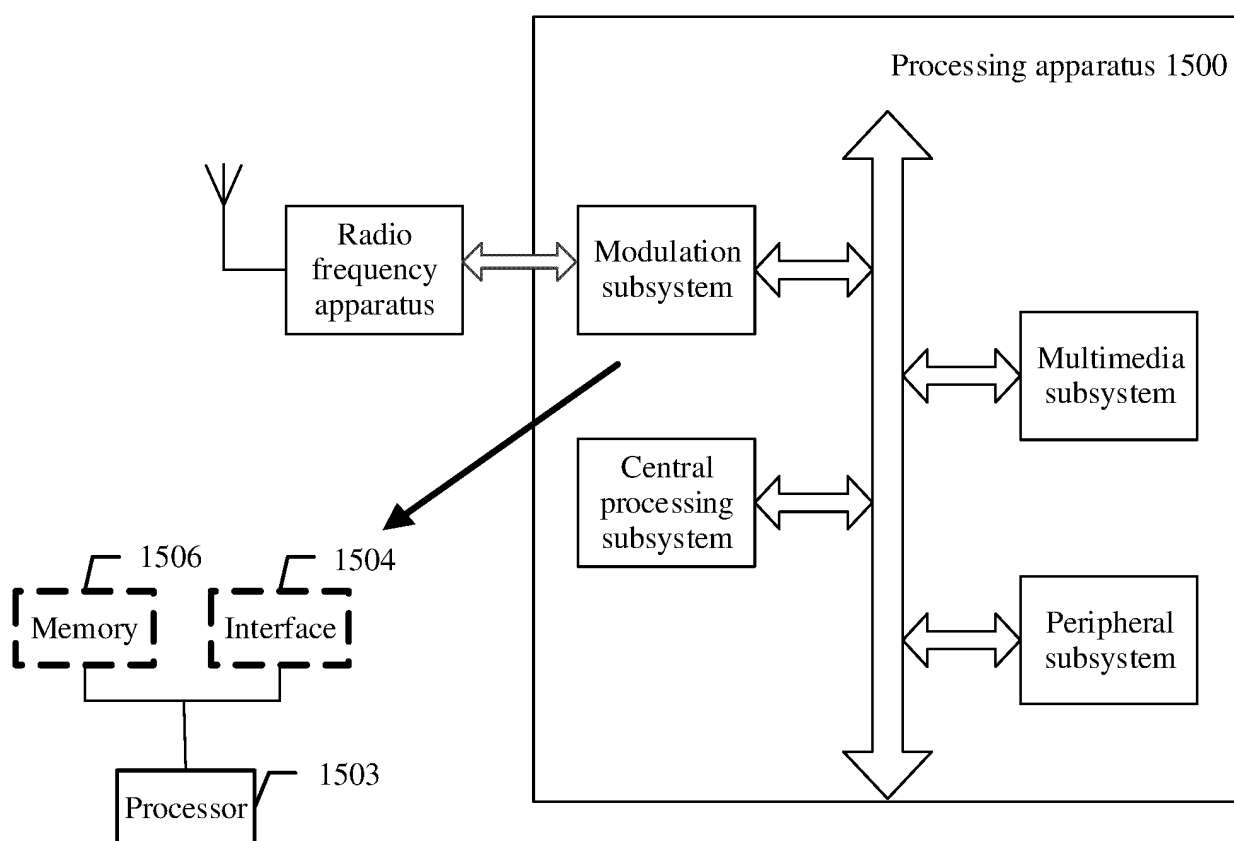 Processing apparatus 1500
Radio
frequency
apparatus
Modulation
subsystem
Multimedia
subsystem
Central
processing
subsystem
1506
1504
Memory
Interface
Peripheral
subsystem
1503
Processor